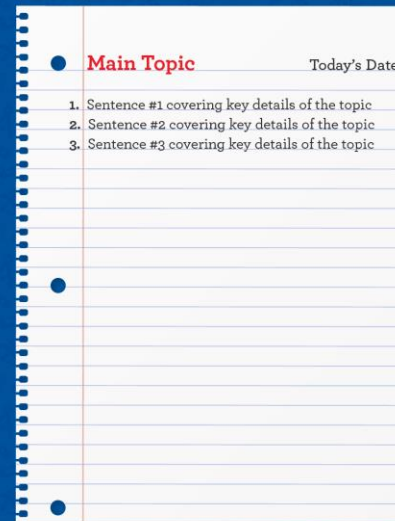 Main Topic Today's Date
1. Sentence #1 covering key details of the topic
2. Sentence #2 covering key details of the topic
3. Sentence #3 covering key details of the topic